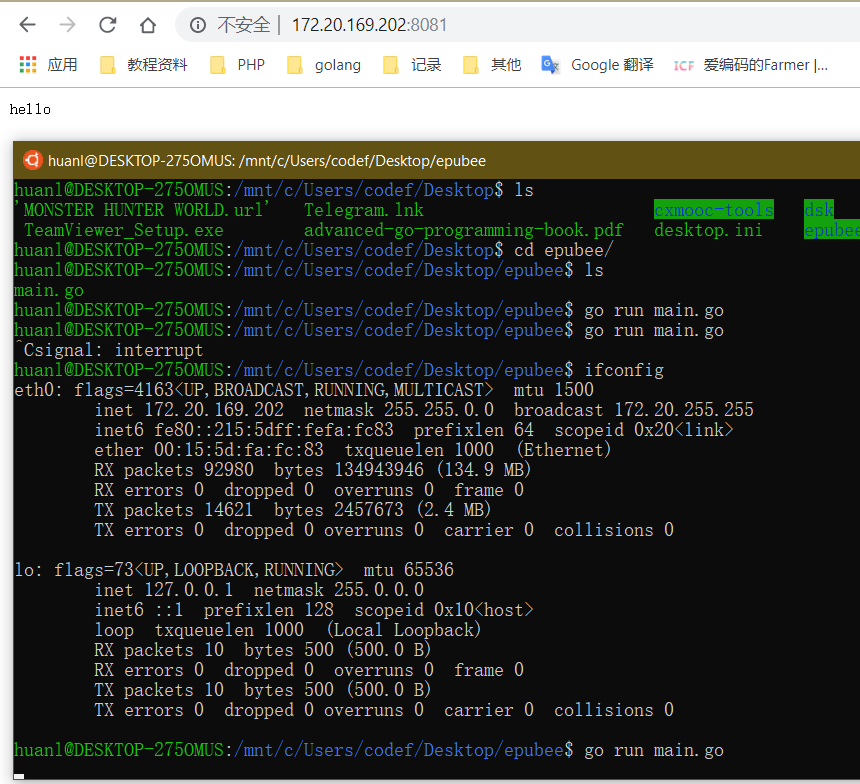 不安全 | 172.20.169.202:8081
应用 教程资料 PHP golang 记录 其他 Google 翻译 ICF 爱编码的Farmer |...
hello
huanl@DESKTOP-275OMUS: /mnt/c/Users/codef/Desktop/epubee
huanl@DESKTOP-275OMUS:/mnt/c/Users/codef/Desktop$ ls
'MONSTER HUNTER WORLD.url' Telegram.lnk cxmooc-tools dsk
TeamViewer_Setup.exe advanced-go-programming-book.pdf desktop.ini epubee
huanl@DESKTOP-275OMUS:/mnt/c/Users/codef/Desktop$ cd epubee/
huanl@DESKTOP-275OMUS:/mnt/c/Users/codef/Desktop/epubee$ ls
main.go
huanl@DESKTOP-275OMUS:/mnt/c/Users/codef/Desktop/epubee$ go run main.go
huanl@DESKTOP-275OMUS:/mnt/c/Users/codef/Desktop/epubee$ go run main.go
^Csignal: interrupt
huanl@DESKTOP-275OMUS:/mnt/c/Users/codef/Desktop/epubee$ ifconfig
eth0: flags=4163<UP,BROADCAST,RUNNING,MULTICAST> mtu 1500
inet 172.20.169.202 netmask 255.255.0.0 broadcast 172.20.255.255
inet6 fe80::215:5dff:fefa:fc83 prefixlen 64 scopeid 0x20<link>
ether 00:15:5d:fa:fc:83 txqueuelen 1000 (Ethernet)
RX packets 92980 bytes 134943946 (134.9 MB)
RX errors 0 dropped 0 overruns 0 frame 0
TX packets 14621 bytes 2457673 (2.4 MB)
TX errors 0 dropped 0 overruns 0 carrier 0 collisions 0
lo: flags=73<UP,LOOPBACK,RUNNING> mtu 65536
inet 127.0.0.1 netmask 255.0.0.0
inet6 ::1 prefixlen 128 scopeid 0x10<host>
loop txqueuelen 1000 (Local Loopback)
RX packets 10 bytes 500 (500.0 B)
RX errors 0 dropped 0 overruns 0 frame 0
TX packets 10 bytes 500 (500.0 B)
TX errors 0 dropped 0 overruns 0 carrier 0 collisions 0
huanl@DESKTOP-275OMUS:/mnt/c/Users/codef/Desktop/epubee$ go run main.go